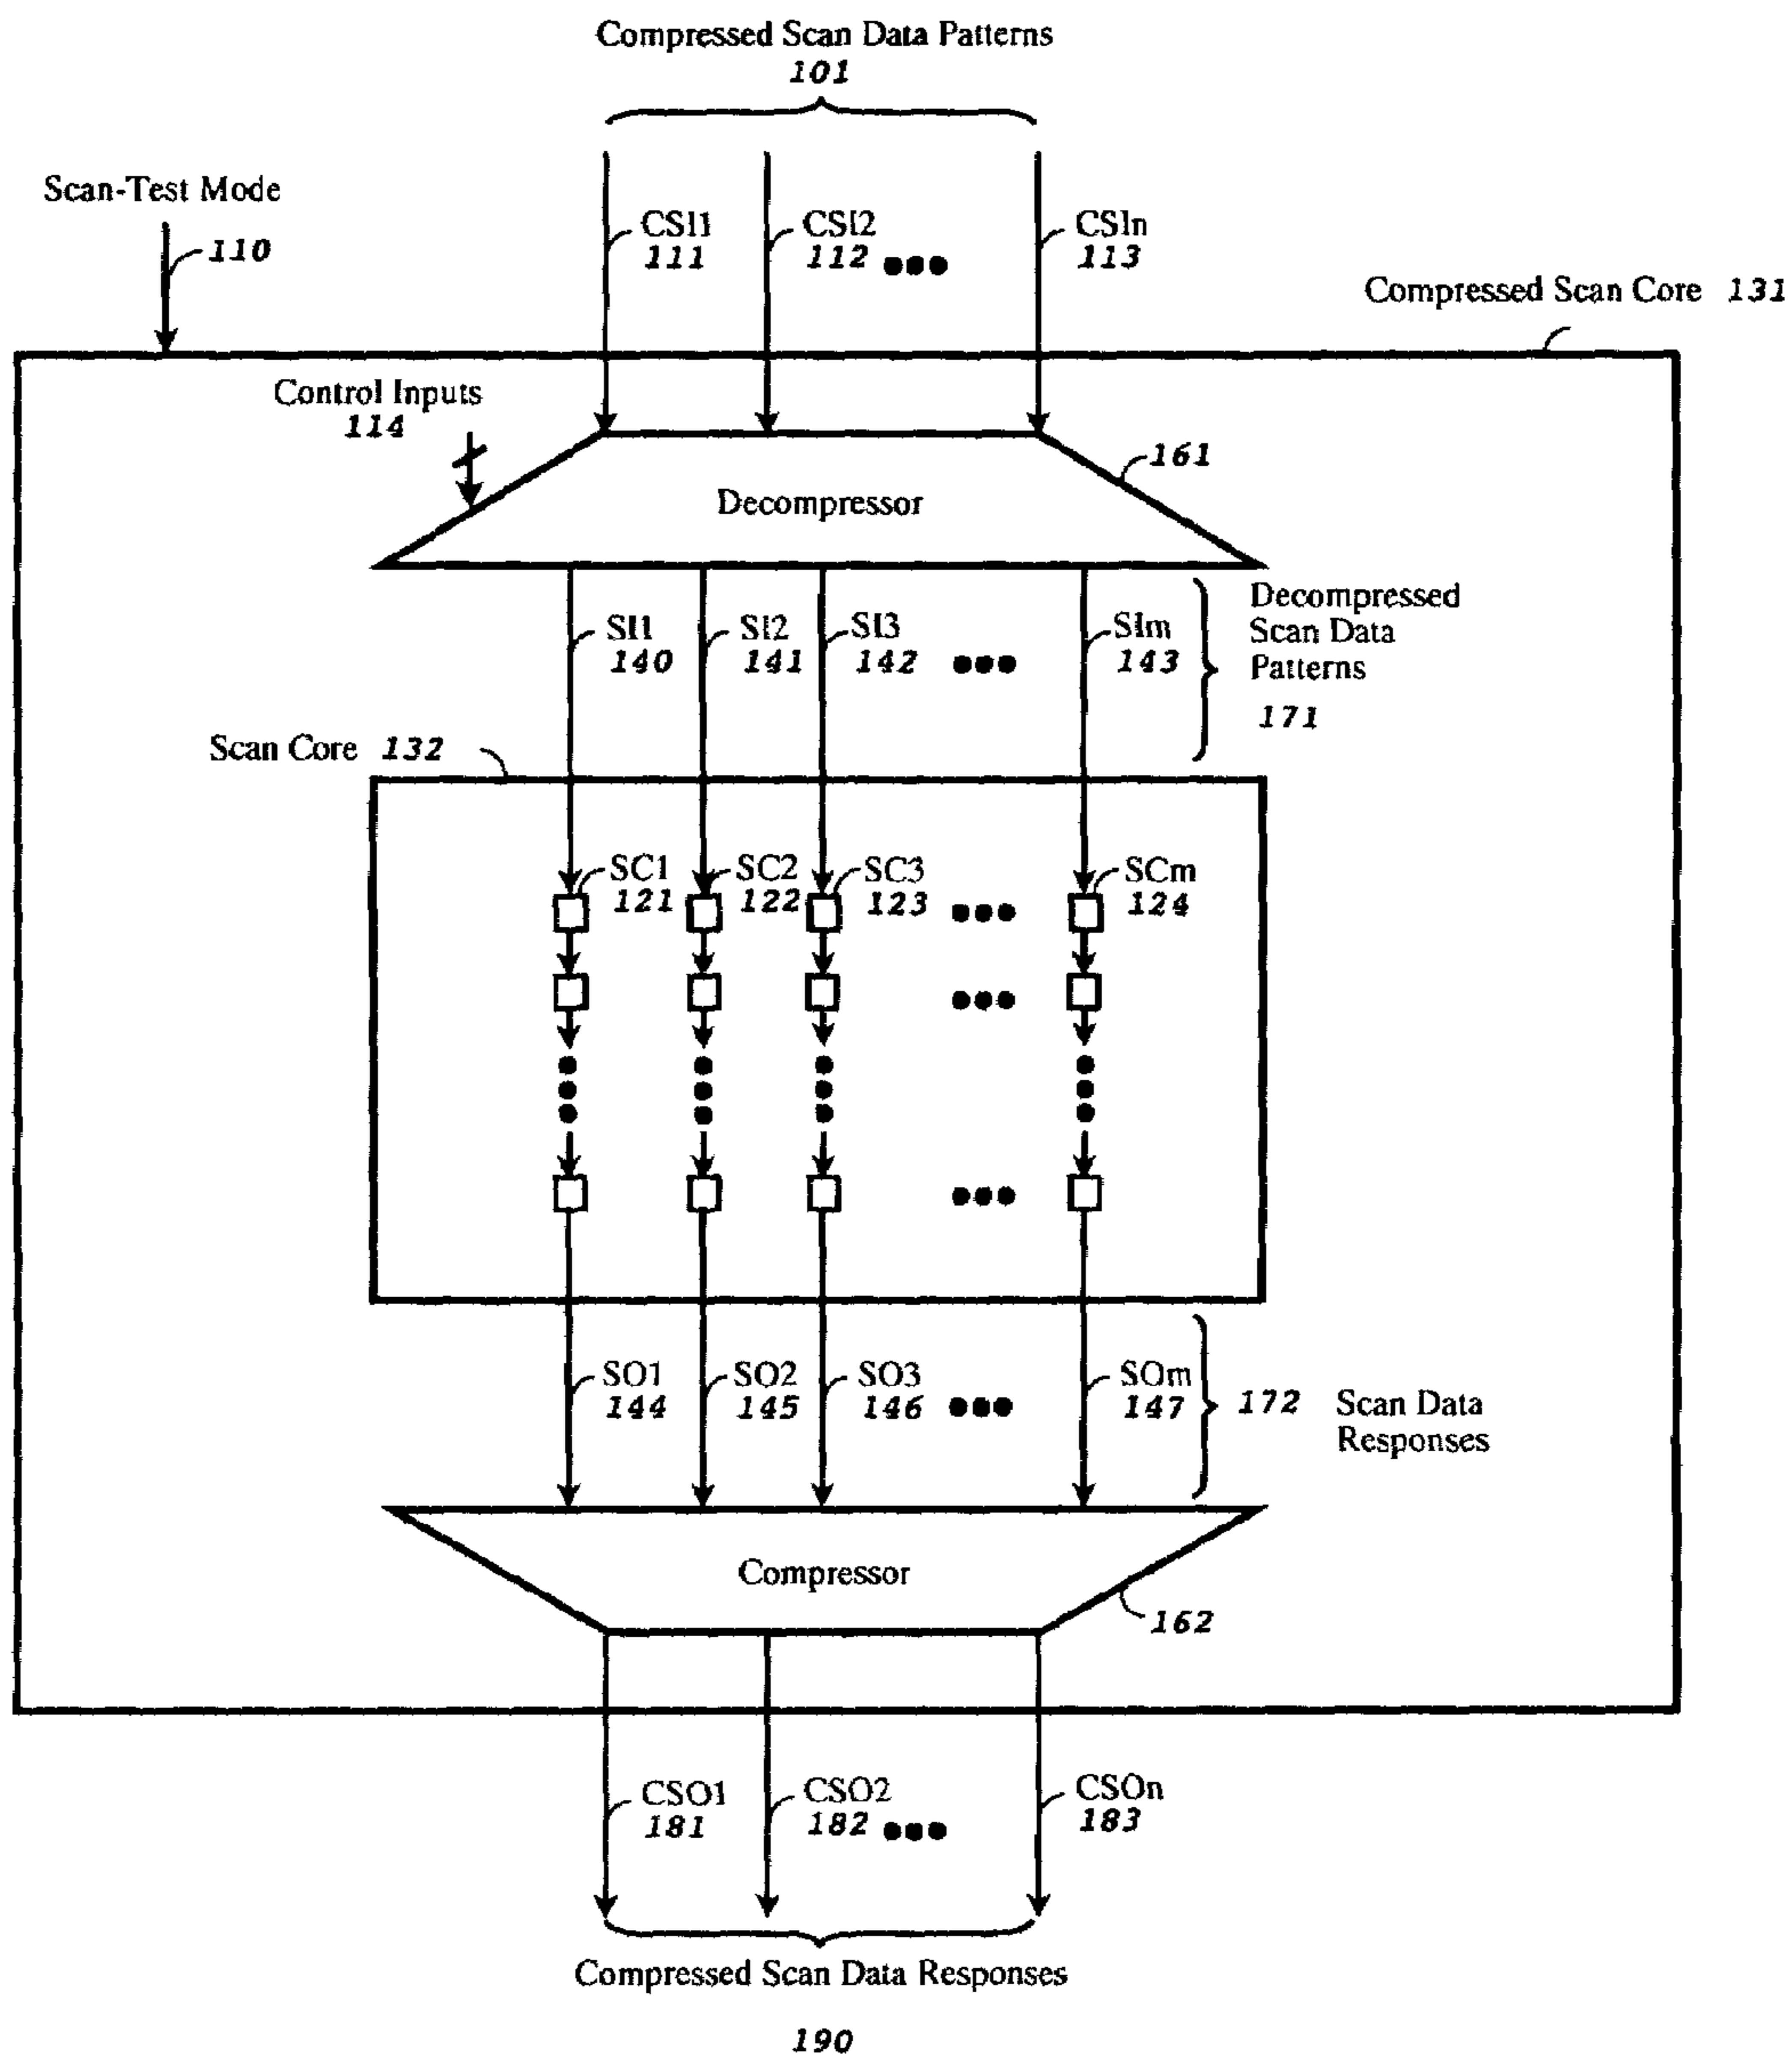 Compressed Scan Data Patterns
101
Scan-Test Mode
110
CSI1
111
CSI2
112
CSIn
113
Compressed Scan Core 131
Control Inputs
114
161
Decompressor
SI1
140
SI2
141
SI3
142
SIm
143
Decompressed
Scan Data
Patterns
171
Scan Core 132
SC1
121
SC2
122
SC3
123
SCm
124
SO1
144
SO2
145
SO3
146
SOm
147
172 Scan Data
Responses
Compressor
162
CSO1
181
CSO2
182
CSOn
183
Compressed Scan Data Responses
190